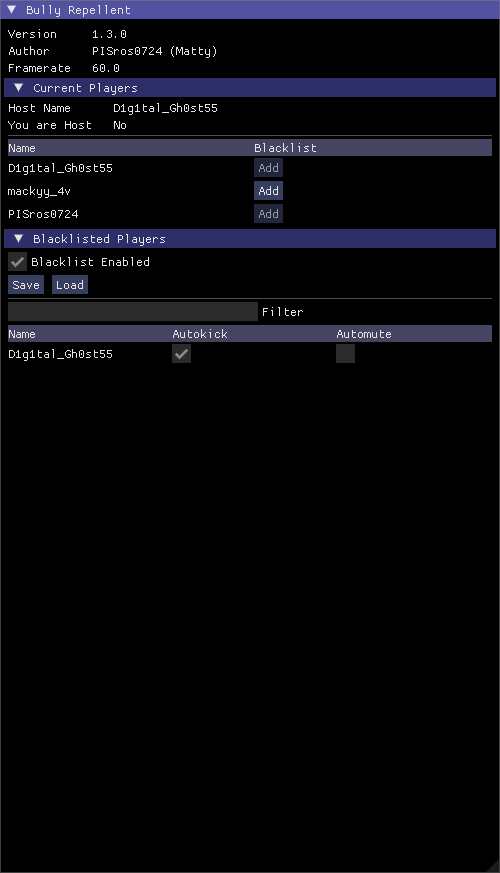 Bully Repellent
Version 1.3.0
Author PISros0724 (Matty)
Framerate 60.0
Current Players
Host Name D1g1tal_Gh0st55
You are Host No
Name Blacklist
D1g1tal_Gh0st55 Add
mackyy_4v Add
PISros0724 Add
Blacklisted Players
Blacklist Enabled
Save Load
Filter
Name Autokick Automute
D1g1tal_Gh0st55